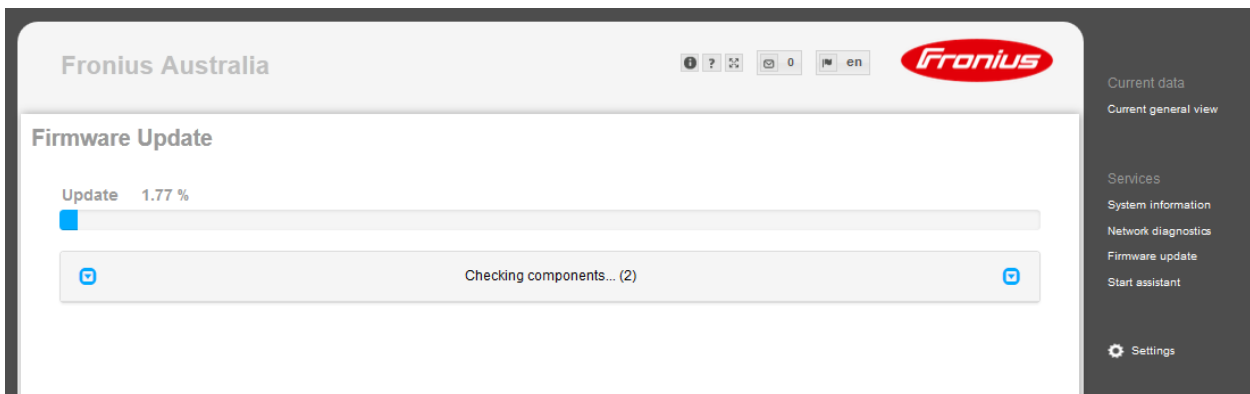 Fronius Australia
? 0 en
Fronius
Firmware Update
Update 1.77 %
Checking components... (2)
Current data
Current general view
Services
System information
Network diagnostics
Firmware update
Start assistant
Settings